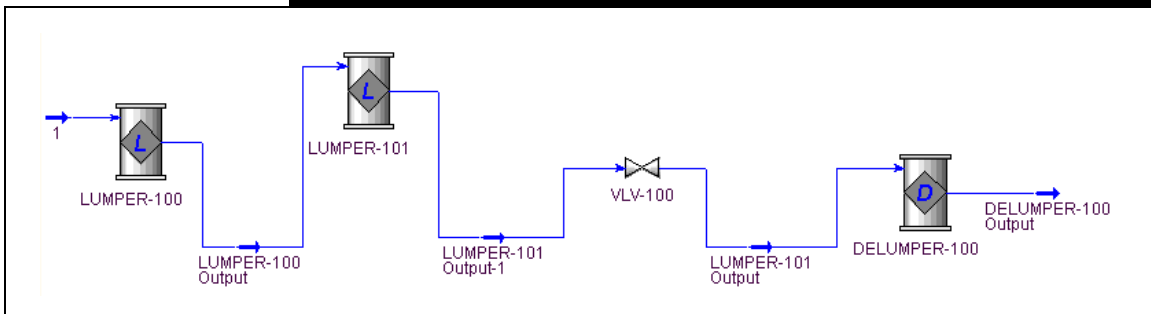 1
L
LUMPER-100
LUMPER-100
Output
L
LUMPER-101
LUMPER-101
Output-1
VLV-100
LUMPER-101
Output
D
DELUMPER-100
DELUMPER-100
Output